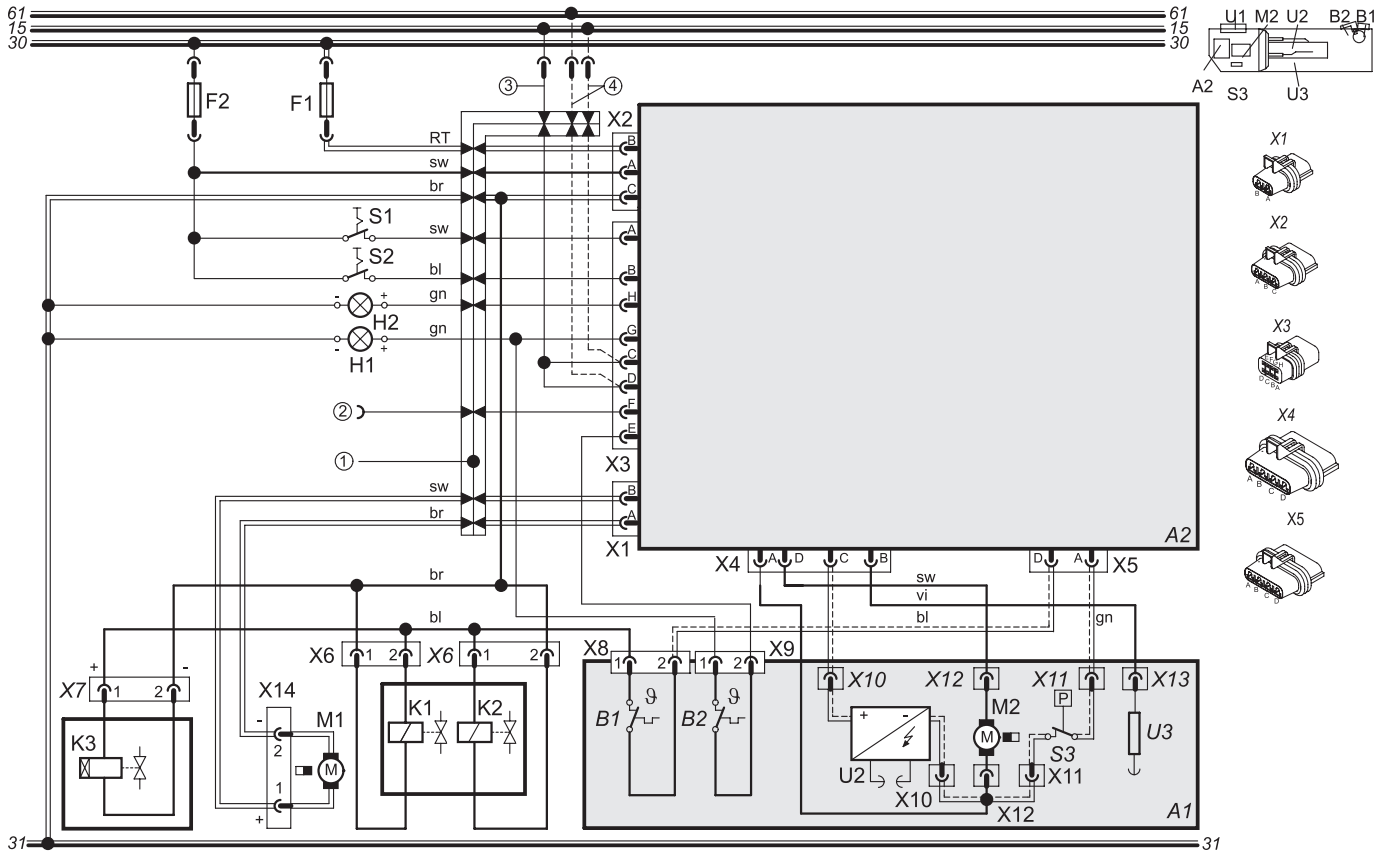 61 61
15 15
30 30
U1 M2 U2 B2 B1
A2 S3 U3
F2 F1
3 4
X2
RT B
sw A
br C
S1
sw A
S2
bl B
gn H
- + H2
gn G
- + H1
C
D
2 F
E
1
X3
sw B
br A
X1
A2
X4 A D C B D A X5
X1
B A
X2
A B C
X3
E F G H
D C B A
X4
A B C D
X5
A B C D
br
sw
vi
bl
bl
gn
X6 1 2 X6 1 2
X8 1 2 1 2 X9
+ -
X7 1 2
X14
X10 X12 X11 X13
K3
-
2
M1
M
1
+
K1 K2
B1 ϑ B2 ϑ
+ -
U2
X10
M2
M
X12
P
S3
X11
U3
A1
31 31